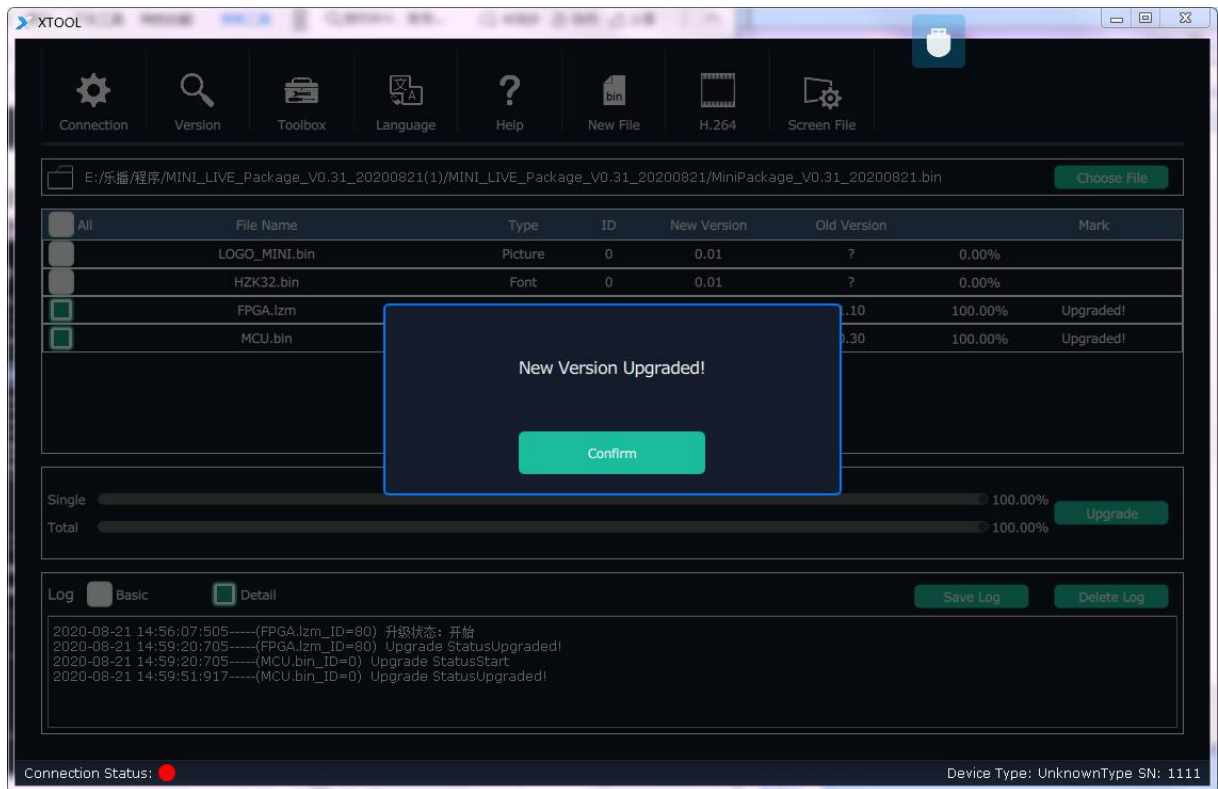 XTOOL
Connection Version Toolbox Language Help New File H.264 Screen File
bin
E:/乐播/程序/MINI_LIVE_Package_V0.31_20200821(1)/MINI_LIVE_Package_V0.31_20200821/MiniPackage_V0.31_20200821.bin Choose File
All File Name Type ID New Version Old Version Mark
LOGO_MINI.bin Picture 0 0.01 ? 0.00%
HZK32.bin Font 0 0.01 ? 0.00%
FPGA.lzm .10 100.00% Upgraded!
MCU.bin .30 100.00% Upgraded!
New Version Upgraded!
Confirm
Single 100.00%
Upgrade
Total 100.00%
Log Basic Detail Save Log Delete Log
2020-08-21 14:56:07:505-----(FPGA.lzm_ID=80) 升级状态：开始
2020-08-21 14:59:20:705-----(FPGA.lzm_ID=80) Upgrade StatusUpgraded!
2020-08-21 14:59:20:705-----(MCU.bin_ID=0) Upgrade StatusStart
2020-08-21 14:59:51:917-----(MCU.bin_ID=0) Upgrade StatusUpgraded!
Connection Status: Device Type: UnknownType SN: 1111